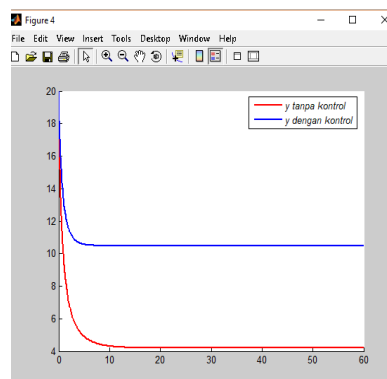 Figure 4
File Edit View Insert Tools Desktop Window Help
y tanpa kontrol
y dengan kontrol
20
18
16
14
12
10
8
6
4
0 10 20 30 40 50 60